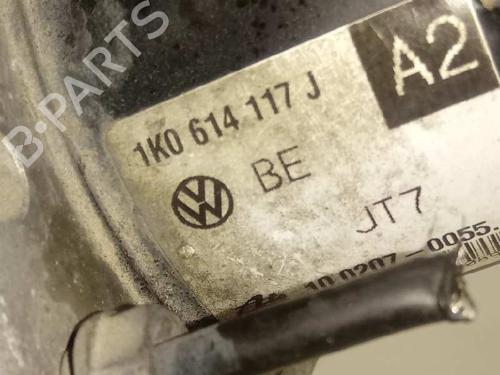 B-PARTS
A2
1K0 614 117 J
BE
JT7
10.0207-0055.